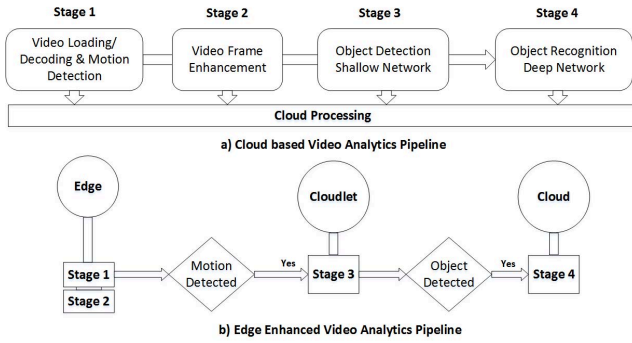 Stage 1
Stage 2
Stage 3
Stage 4
Video Loading/
Decoding & Motion
Detection
Video Frame
Enhancement
Object Detection
Shallow Network
Object Recognition
Deep Network
Cloud Processing
a) Cloud based Video Analytics Pipeline
Edge
Cloudlet
Cloud
Stage 1
Stage 2
Motion
Detected
Yes
Stage 3
Object
Detected
Yes
Stage 4
b) Edge Enhanced Video Analytics Pipeline